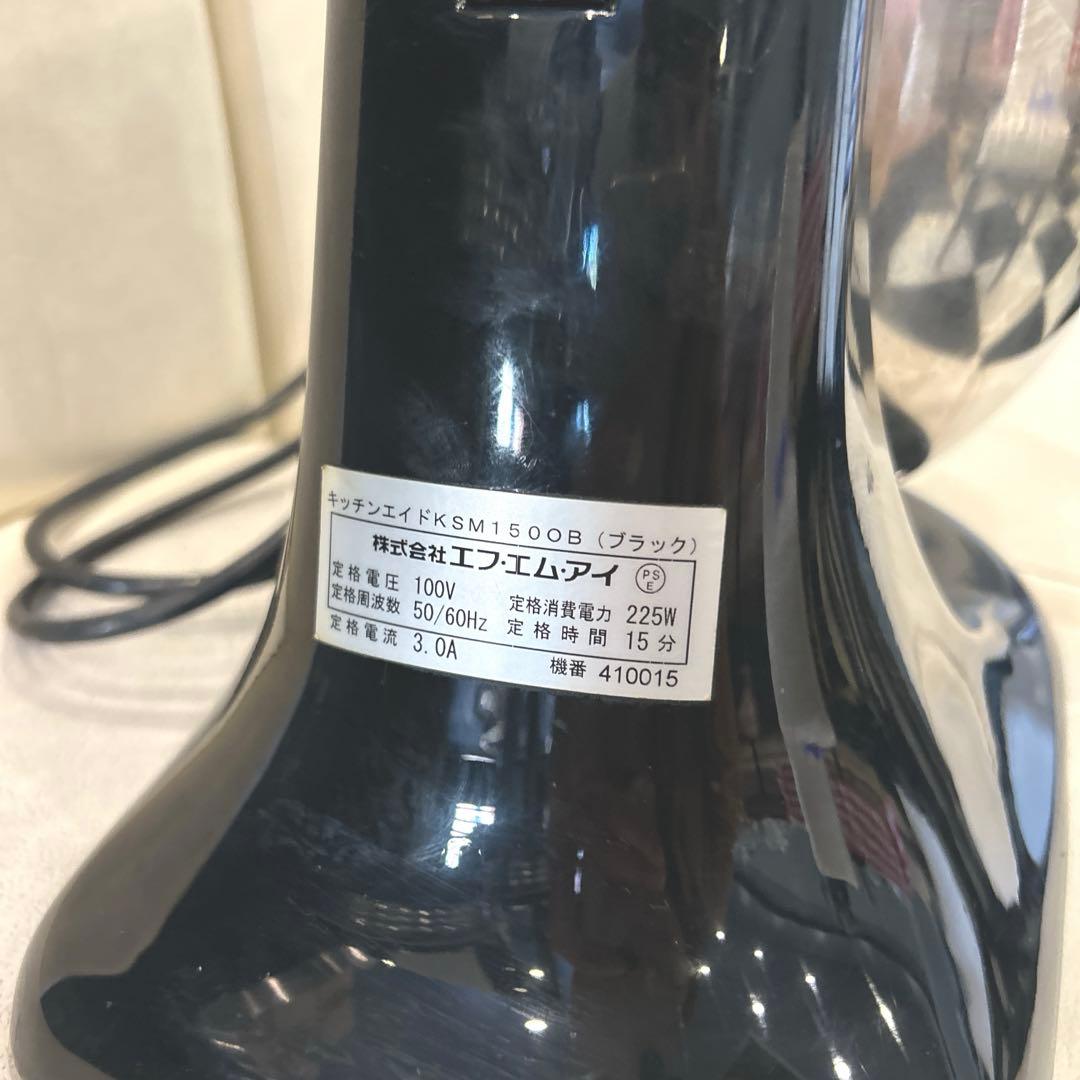 キッチンエイドKSM150OB（ブラック）
株式会社エフ・エム・アイ PSE
定格電圧 100V 定格消費電力 225W
定格周波数 50/60Hz 定格時間 15分
定格電流 3.0A
機番 410015